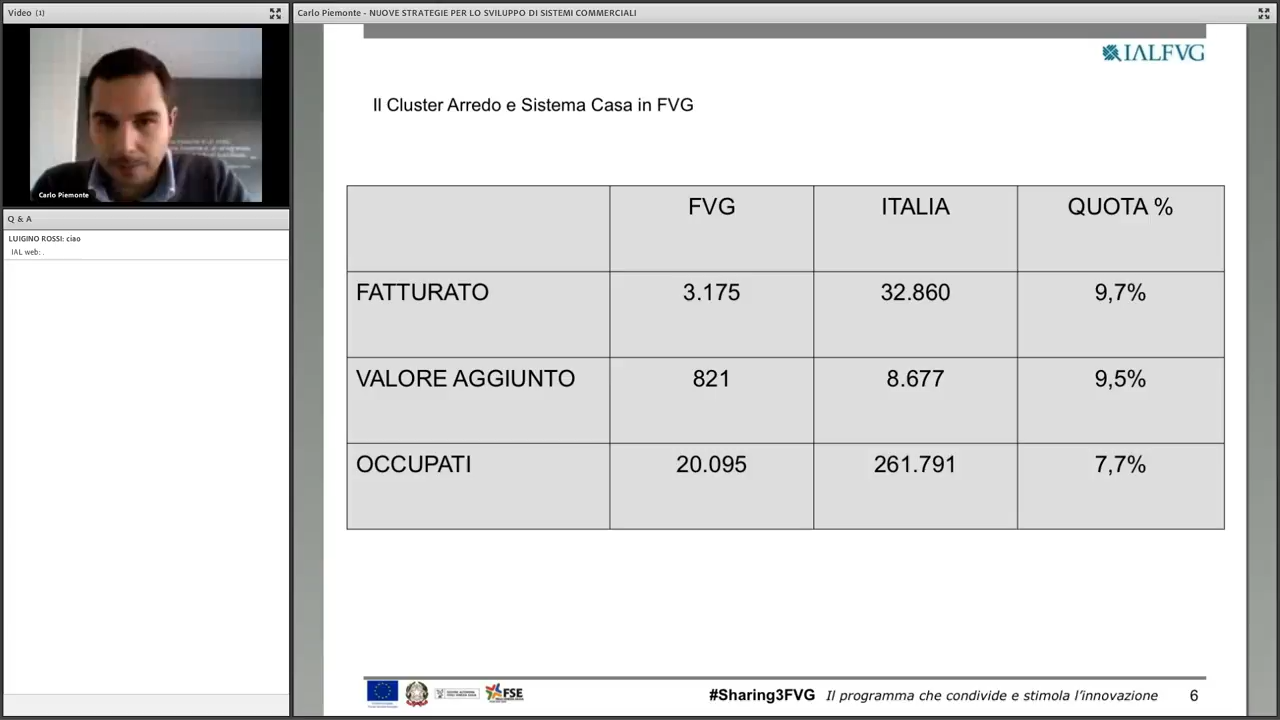 Video (1)
Carlo Piemonte - NUOVE STRATEGIE PER LO SVILUPPO DI SISTEMI COMMERCIALI
Carlo Piemonte
Q & A
LUIGINO ROSSI: ciao
IAL web: .
IALFVG
Il Cluster Arredo e Sistema Casa in FVG
FVG ITALIA QUOTA %
FATTURATO 3.175 32.860 9,7%
VALORE AGGIUNTO 821 8.677 9,5%
OCCUPATI 20.095 261.791 7,7%
FSE
#Sharing3FVG Il programma che condivide e stimola l'innovazione 6